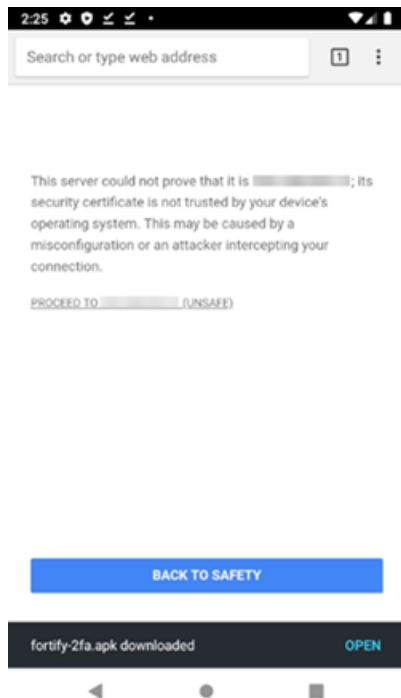 2:25
Search or type web address
1
This server could not prove that it is ; its
security certificate is not trusted by your device's
operating system. This may be caused by a
misconfiguration or an attacker intercepting your
connection.
PROCEED TO (UNSAFE)
BACK TO SAFETY
fortify-2fa.apk downloaded OPEN